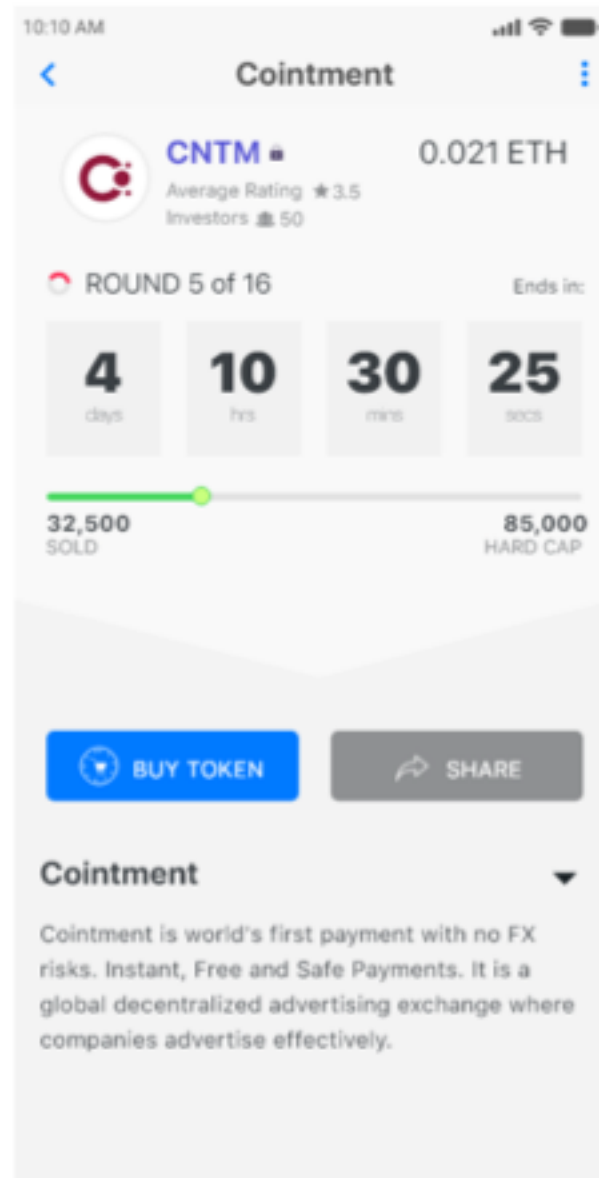 10:10 AM
Cointment
CNTM
0.021 ETH
Average Rating ★3.5
Investors 50
ROUND 5 of 16
Ends in:
4 10 30 25
days hrs mins secs
32,500 85,000
SOLD HARD CAP
BUY TOKEN SHARE
Cointment
Cointment is world's first payment with no FX
risks. Instant, Free and Safe Payments. It is a
global decentralized advertising exchange where
companies advertise effectively.